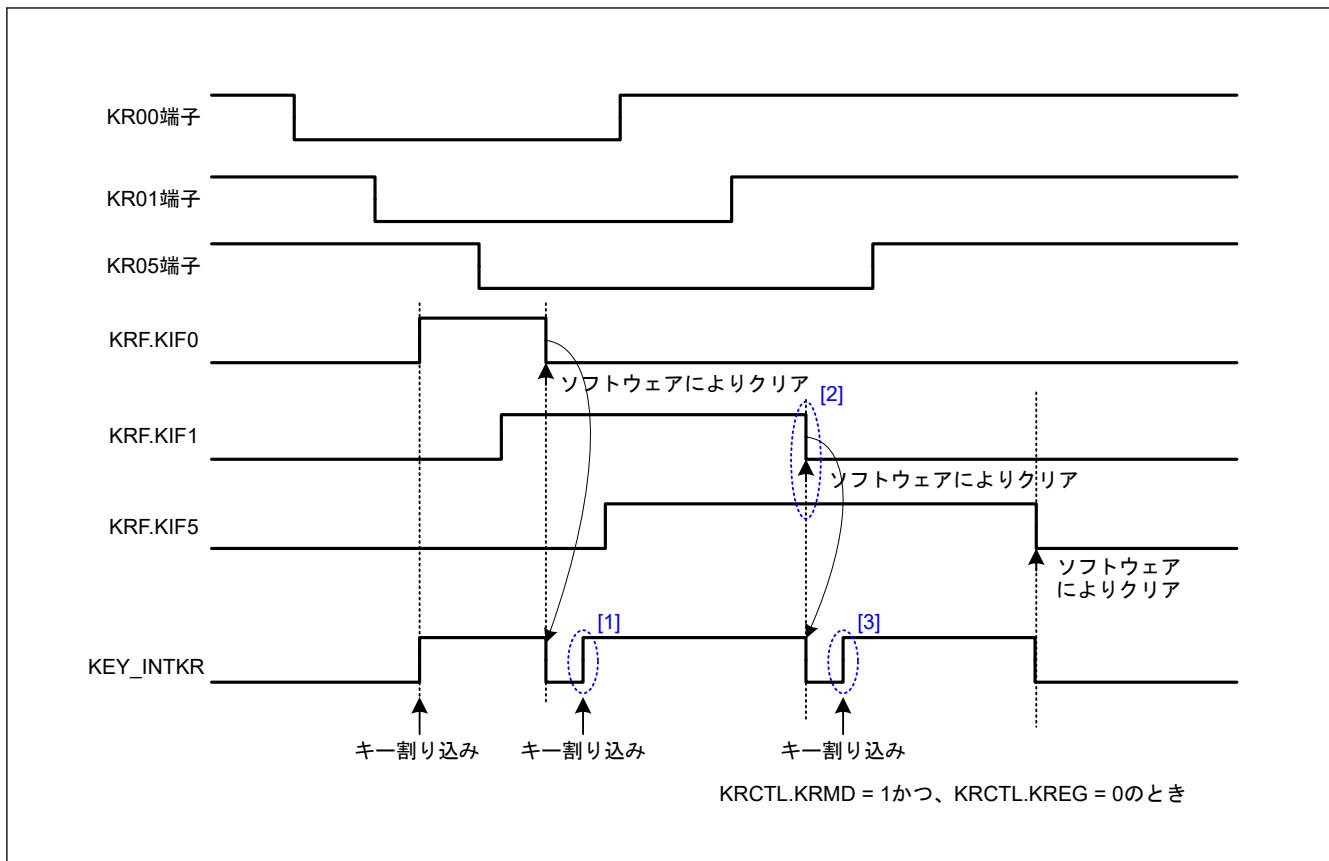 KR00端子
KR01端子
KR05端子
KRF.KIF0
ソフトウェアによりクリア
[2]
KRF.KIF1
ソフトウェアによりクリア
KRF.KIF5
ソフトウェア
によりクリア
[1]
[3]
KEY_INTKR
キー割り込み
キー割り込み
キー割り込み
KRCTL.KRMD = 1かつ、KRCTL.KREG = 0のとき